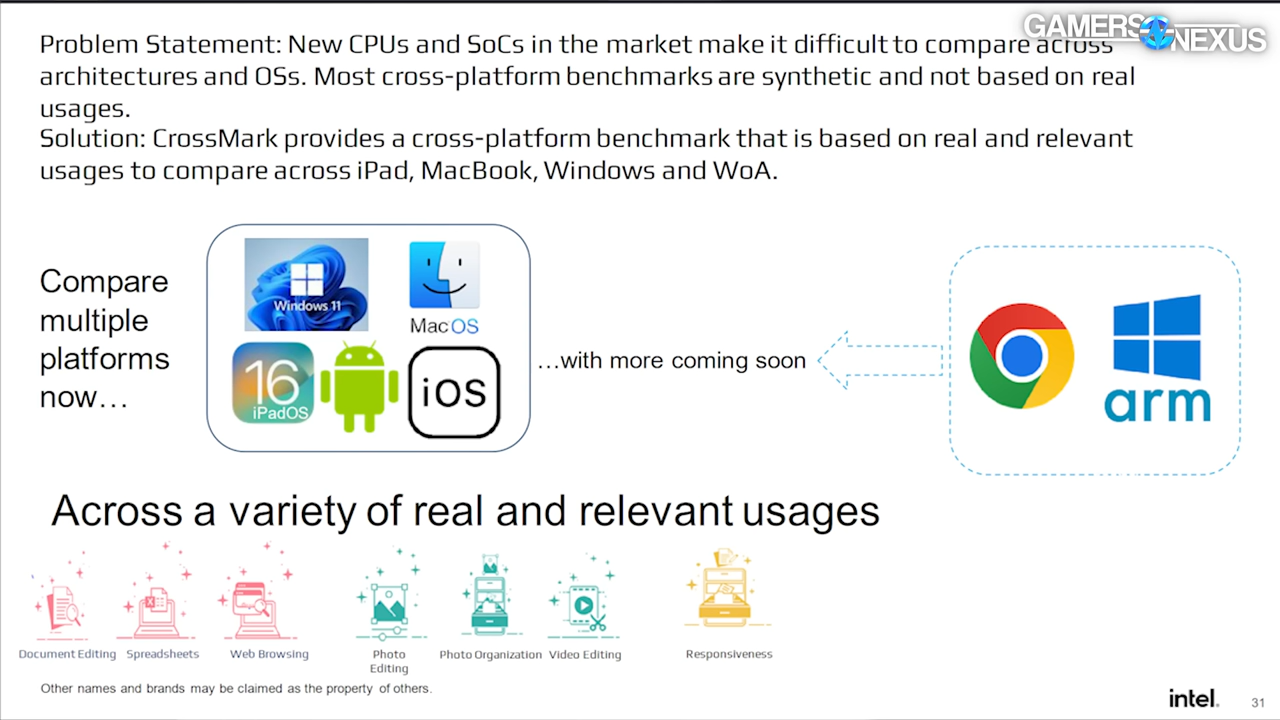 GAMERS NEXUS
Problem Statement: New CPUs and SoCs in the market make it difficult to compare across
architectures and OSs. Most cross-platform benchmarks are synthetic and not based on real
usages.
Solution: CrossMark provides a cross-platform benchmark that is based on real and relevant
usages to compare across iPad, MacBook, Windows and WoA.
Compare
multiple
platforms
now…
Windows 11
MacOS
16
iPadOS
iOS
…with more coming soon
arm
Across a variety of real and relevant usages
Document Editing
Spreadsheets
Web Browsing
Photo
Editing
Photo Organization
Video Editing
Responsiveness
Other names and brands may be claimed as the property of others.
intel.
31